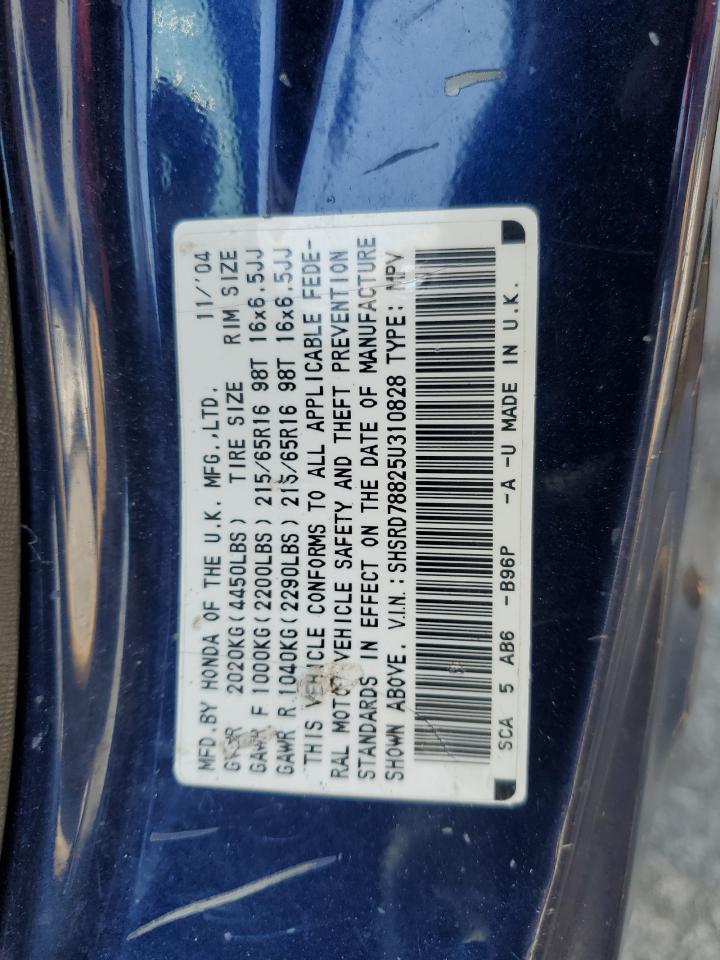 MFD.BY HONDA OF THE U.K. MFG.,LTD. 11/'04
GVWR 2020KG(4450LBS) TIRE SIZE RIM SIZE
GAWR F 1000KG(2200LBS) 215/65R16 98T 16x6.5JJ
GAWR R 1040KG(2290LBS) 215/65R16 98T 16x6.5JJ
THIS VEHICLE CONFORMS TO ALL APPLICABLE FEDE-
RAL MOTOR VEHICLE SAFETY AND THEFT PREVENTION
STANDARDS IN EFFECT ON THE DATE OF MANUFACTURE
SHOWN ABOVE. V.I.N.: SHSRD78825U310828 TYPE: MPV
SCA 5 AB6 -B96P -A -U MADE IN U.K.